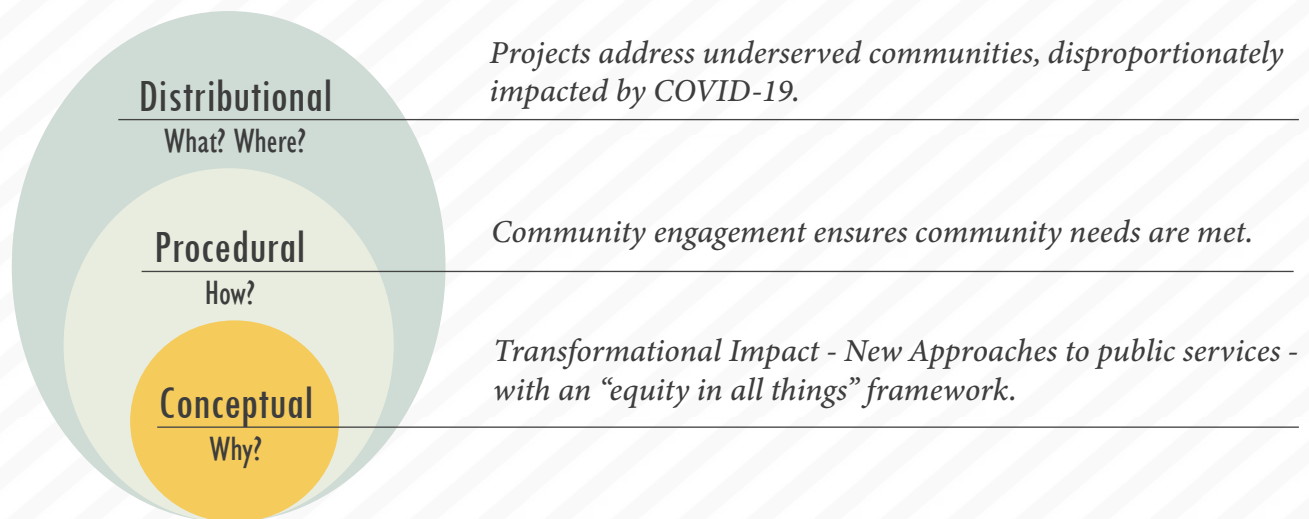 Distributional
What? Where?
Projects address underserved communities, disproportionately
impacted by COVID-19.
Procedural
How?
Community engagement ensures community needs are met.
Conceptual
Why?
Transformational Impact - New Approaches to public services -
with an “equity in all things” framework.